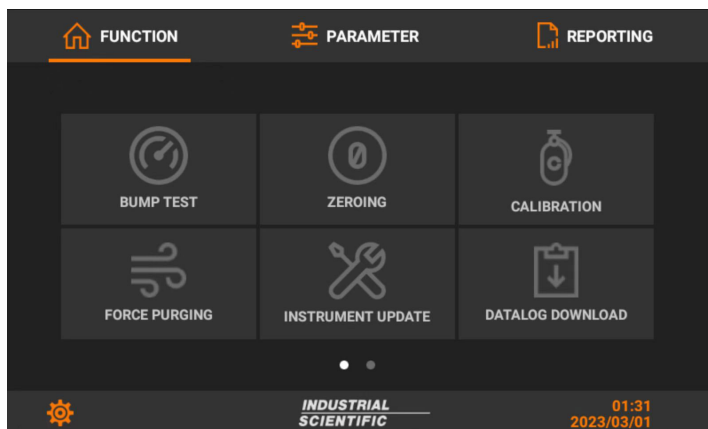 FUNCTION
PARAMETER
REPORTING
BUMP TEST
0
ZEROING
C
CALIBRATION
FORCE PURGING
INSTRUMENT UPDATE
DATALOG DOWNLOAD
INDUSTRIAL
SCIENTIFIC
01:31
2023/03/01